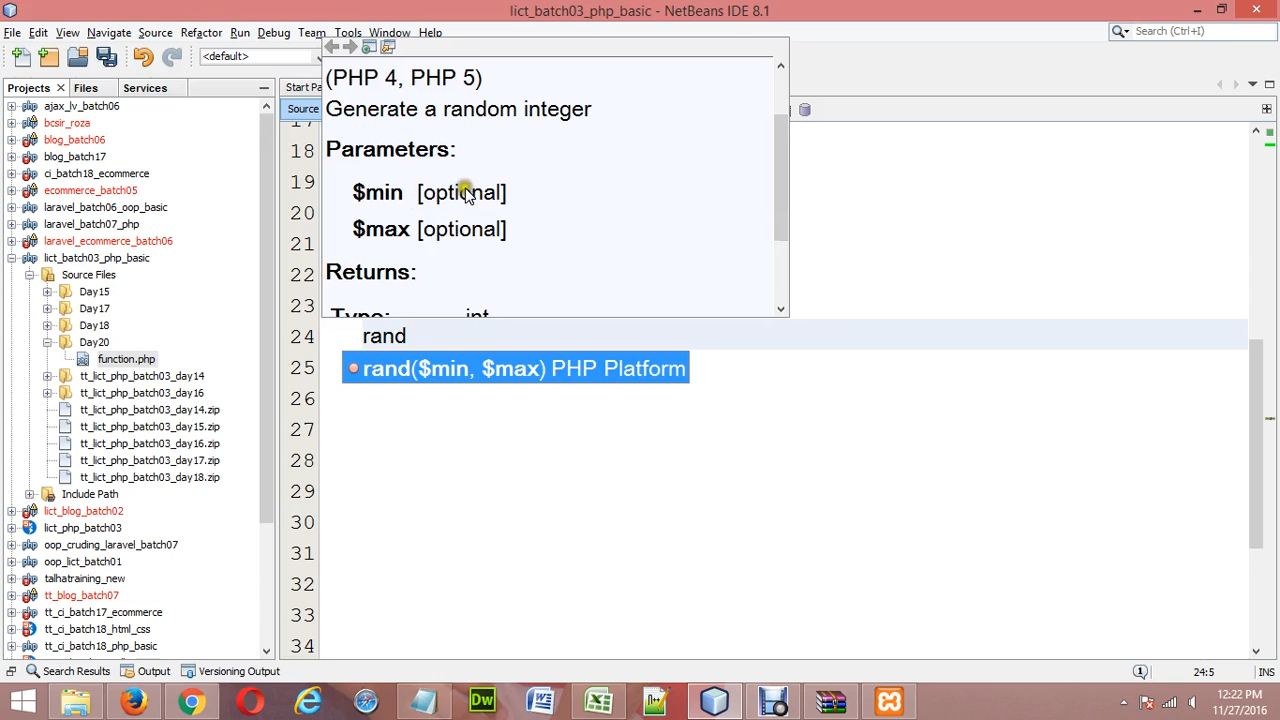 lict_batch03_php_basic - NetBeans IDE 8.1
File Edit View Navigate Source Refactor Run Debug Team Tools Window Help
Search (Ctrl+I)
<default>
Projects Files Services
Start Pa
Source
ajax_lv_batch06
bcsir_roza
blog_batch06
blog_batch17
ci_batch18_ecommerce
ecommerce_batch05
laravel_batch06_oop_basic
laravel_batch07_php
laravel_ecommerce_batch06
lict_batch03_php_basic
Source Files
Day15
Day17
Day18
Day20
function.php
tt_lict_php_batch03_day14
tt_lict_php_batch03_day16
tt_lict_php_batch03_day14.zip
tt_lict_php_batch03_day15.zip
tt_lict_php_batch03_day16.zip
tt_lict_php_batch03_day17.zip
tt_lict_php_batch03_day18.zip
Include Path
lict_blog_batch02
lict_php_batch03
oop_cruding_laravel_batch07
oop_lict_batch01
talhatraining_new
tt_blog_batch07
tt_ci_batch17_ecommerce
tt_ci_batch18_html_css
tt_ci_batch18_php_basic
(PHP 4, PHP 5)
Generate a random integer
Parameters:
$min [optional]
$max [optional]
Returns:
Type: int
17
18
19
20
21
22
23
24 rand
25 rand($min, $max) PHP Platform
26
27
28
29
30
31
32
33
34
Search Results Output Versioning Output
1
24:5 INS
Dw
12:22 PM
11/27/2016